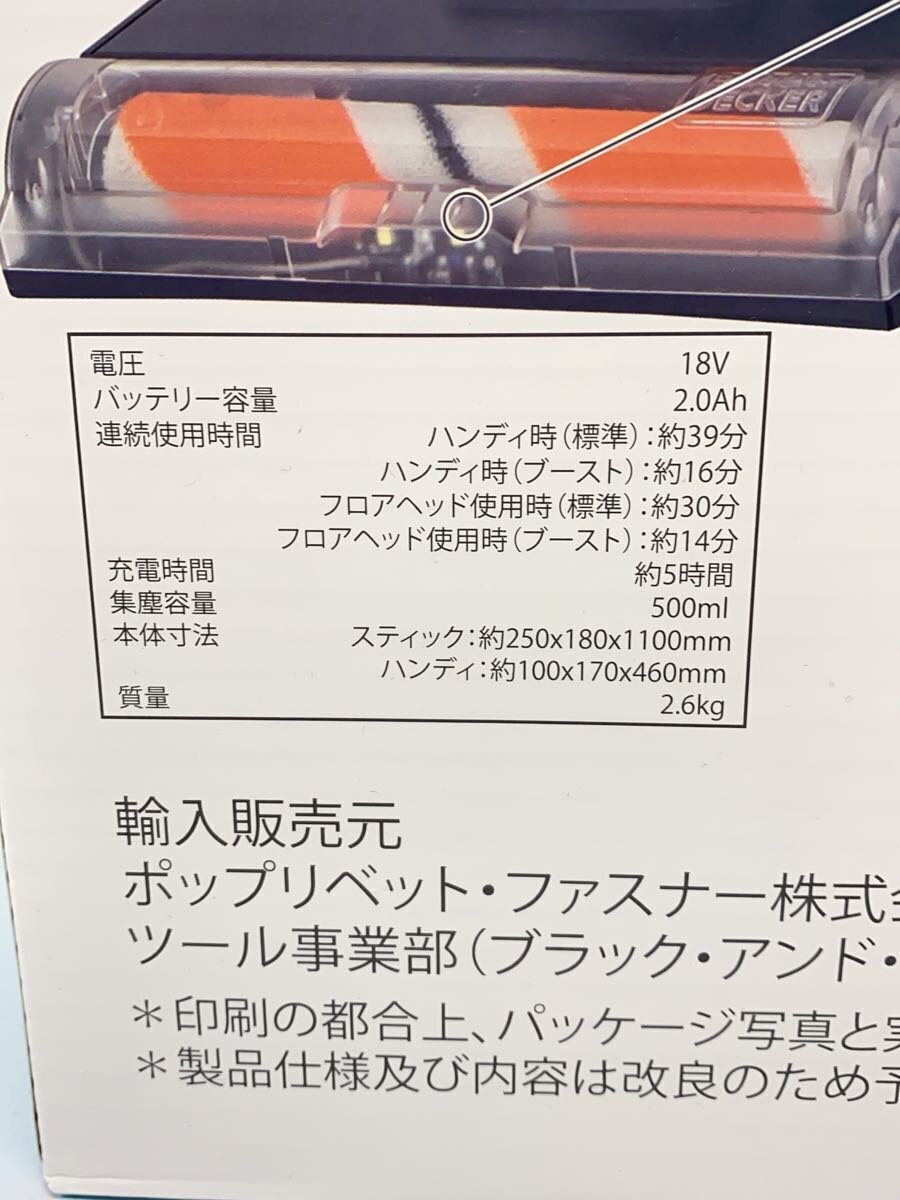 DECKER
電圧 18V
バッテリー容量 2.0Ah
連続使用時間 ハンディ時(標準):約39分
ハンディ時(ブースト):約16分
フロアヘッド使用時(標準):約30分
フロアヘッド使用時(ブースト):約14分
充電時間 約5時間
集塵容量 500ml
本体寸法 スティック:約250x180x1100mm
ハンディ:約100x170x460mm
質量 2.6kg
輸入販売元
ポップリベット・ファスナー株式
ツール事業部(ブラック・アンド・
*印刷の都合上、パッケージ写真と
*製品仕様及び内容は改良のため